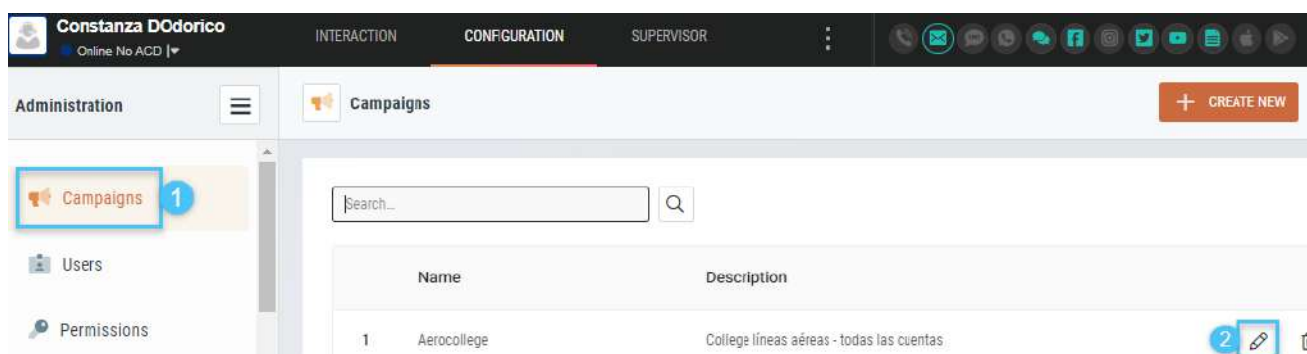 Constanza DOdorico
Online No ACD
INTERACTION
CONFIGURATION
SUPERVISOR
Administration
Campaigns
CREATE NEW
Campaigns
1
Search...
Users
Name
Description
Permissions
1
Aerocollege
College líneas aéreas - todas las cuentas
2